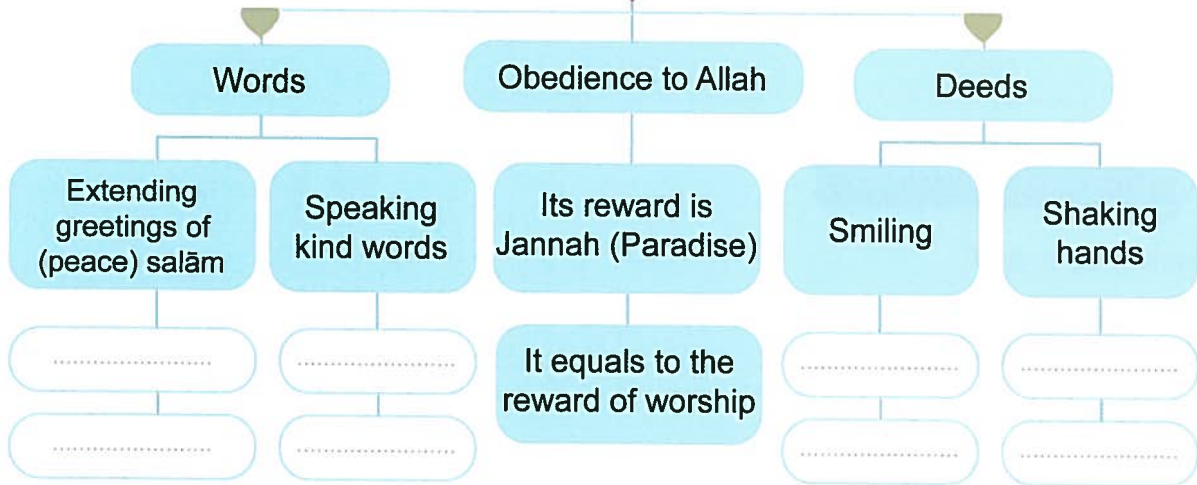 Words
Obedience to Allah
Deeds
Extending
greetings of
(peace) salām
Speaking
kind words
Its reward is
Jannah (Paradise)
Smiling
Shaking
hands
....................
....................
It equals to the
reward of worship
....................
....................
....................
....................
....................
....................